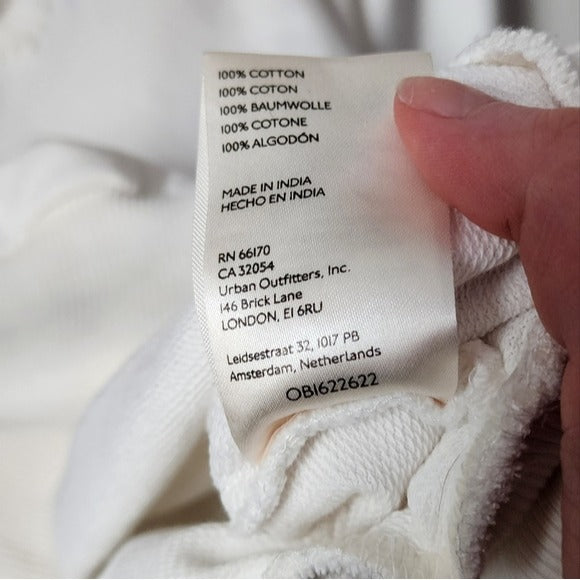 100% COTTON
100% COTON
100% BAUMWOLLE
100% COTONE
100% ALGODÓN
MADE IN INDIA
HECHO EN INDIA
RN 66170
CA 32054
Urban Outfitters, Inc.
146 Brick Lane
LONDON, E1 6RU
Leidsestraat 32, 1017 PB
Amsterdam, Netherlands
OB1622622